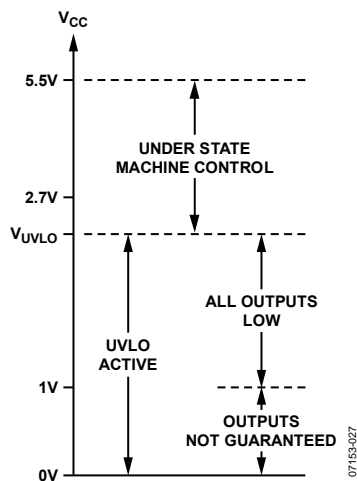 VCC
5.5V
UNDER STATE
MACHINE CONTROL
2.7V
VUVLO
ALL OUTPUTS
LOW
UVLO
ACTIVE
1V
OUTPUTS
NOT GUARANTEED
0V
07153-027